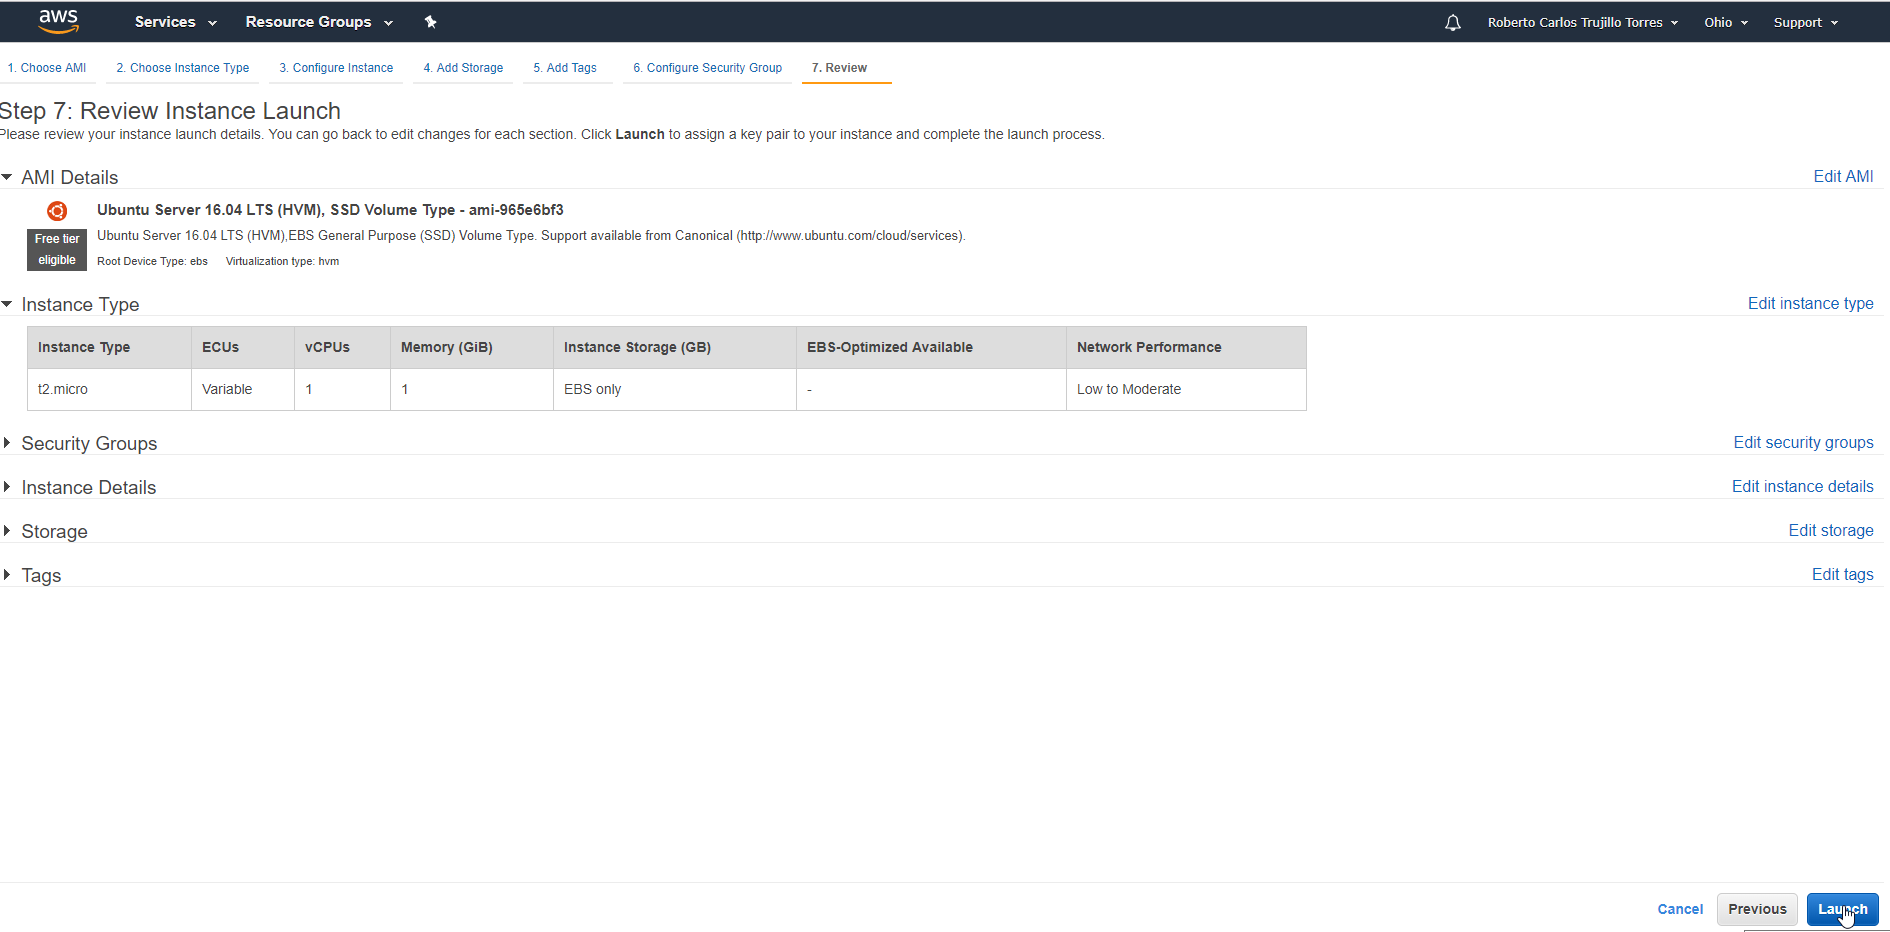 aws Services Resource Groups Roberto Carlos Trujillo Torres Ohio Support
1. Choose AMI 2. Choose Instance Type 3. Configure Instance 4. Add Storage 5. Add Tags 6. Configure Security Group 7. Review
Step 7: Review Instance Launch
Please review your instance launch details. You can go back to edit changes for each section. Click Launch to assign a key pair to your instance and complete the launch process.
AMI Details Edit AMI
Ubuntu Server 16.04 LTS (HVM), SSD Volume Type - ami-965e6bf3
Free tier eligible
Ubuntu Server 16.04 LTS (HVM),EBS General Purpose (SSD) Volume Type. Support available from Canonical (http://www.ubuntu.com/cloud/services).
Root Device Type: ebs Virtualization type: hvm
Instance Type Edit instance type
Instance Type ECUs vCPUs Memory (GiB) Instance Storage (GB) EBS-Optimized Available Network Performance
t2.micro Variable 1 1 EBS only - Low to Moderate
Security Groups Edit security groups
Instance Details Edit instance details
Storage Edit storage
Tags Edit tags
Cancel Previous Launch